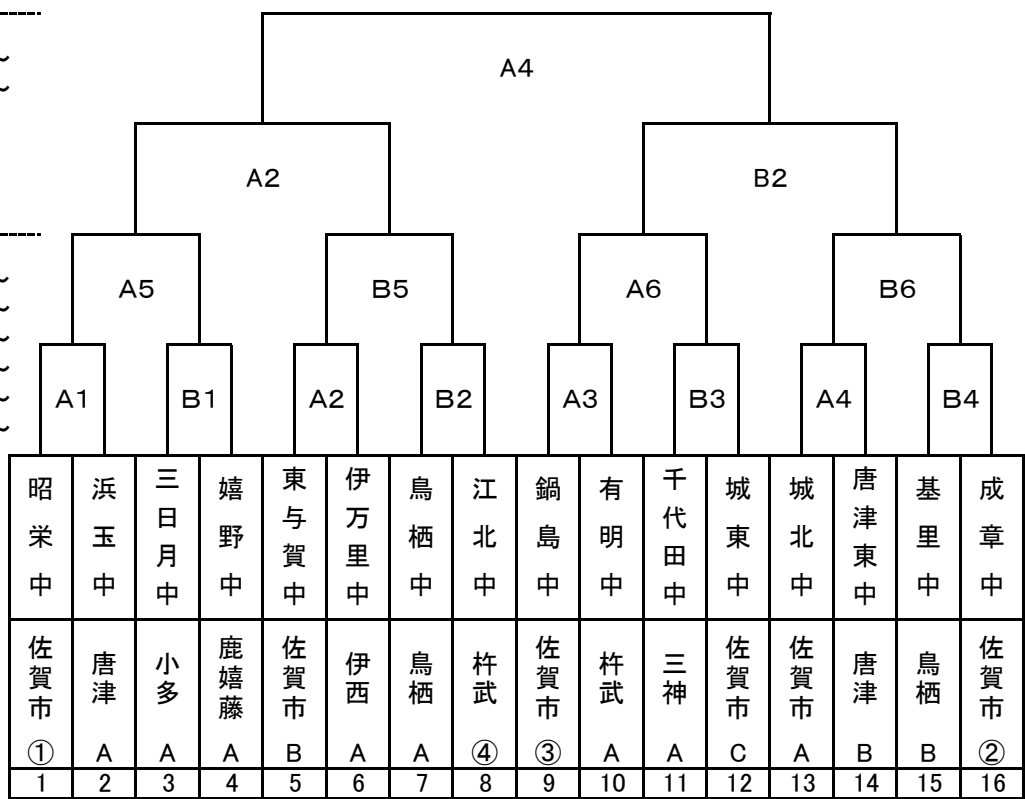 A4
A2 B2
A5 B5 A6 B6
A1 B1 A2 B2 A3 B3 A4 B4
昭栄中 浜玉中 三日月中 嬉野中 東与賀中 伊万里中 鳥栖中 江北中 鍋島中 有明中 千代田中 城東中 城北中 唐津東中 基里中 成章中
佐賀市 唐津 小多 鹿嬉藤 佐賀市 伊西 鳥栖 杵武 佐賀市 杵武 三神 佐賀市 佐賀市 唐津 鳥栖 佐賀市
① A A A B A A ④ ③ A A C A B B ②
1 2 3 4 5 6 7 8 9 10 11 12 13 14 15 16